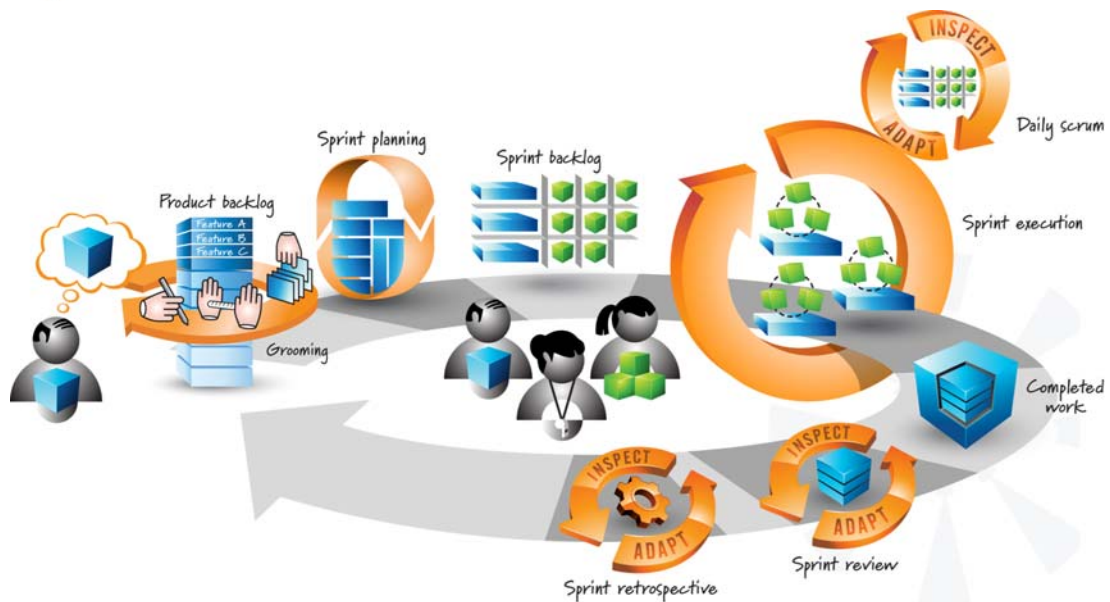 INSPECT
ADAPT
Daily scrum
Sprint planning
Sprint backlog
Product backlog
Feature A
Feature B
Feature C
Sprint execution
Grooming
Completed
work
INSPECT
ADAPT
Sprint review
INSPECT
ADAPT
Sprint retrospective